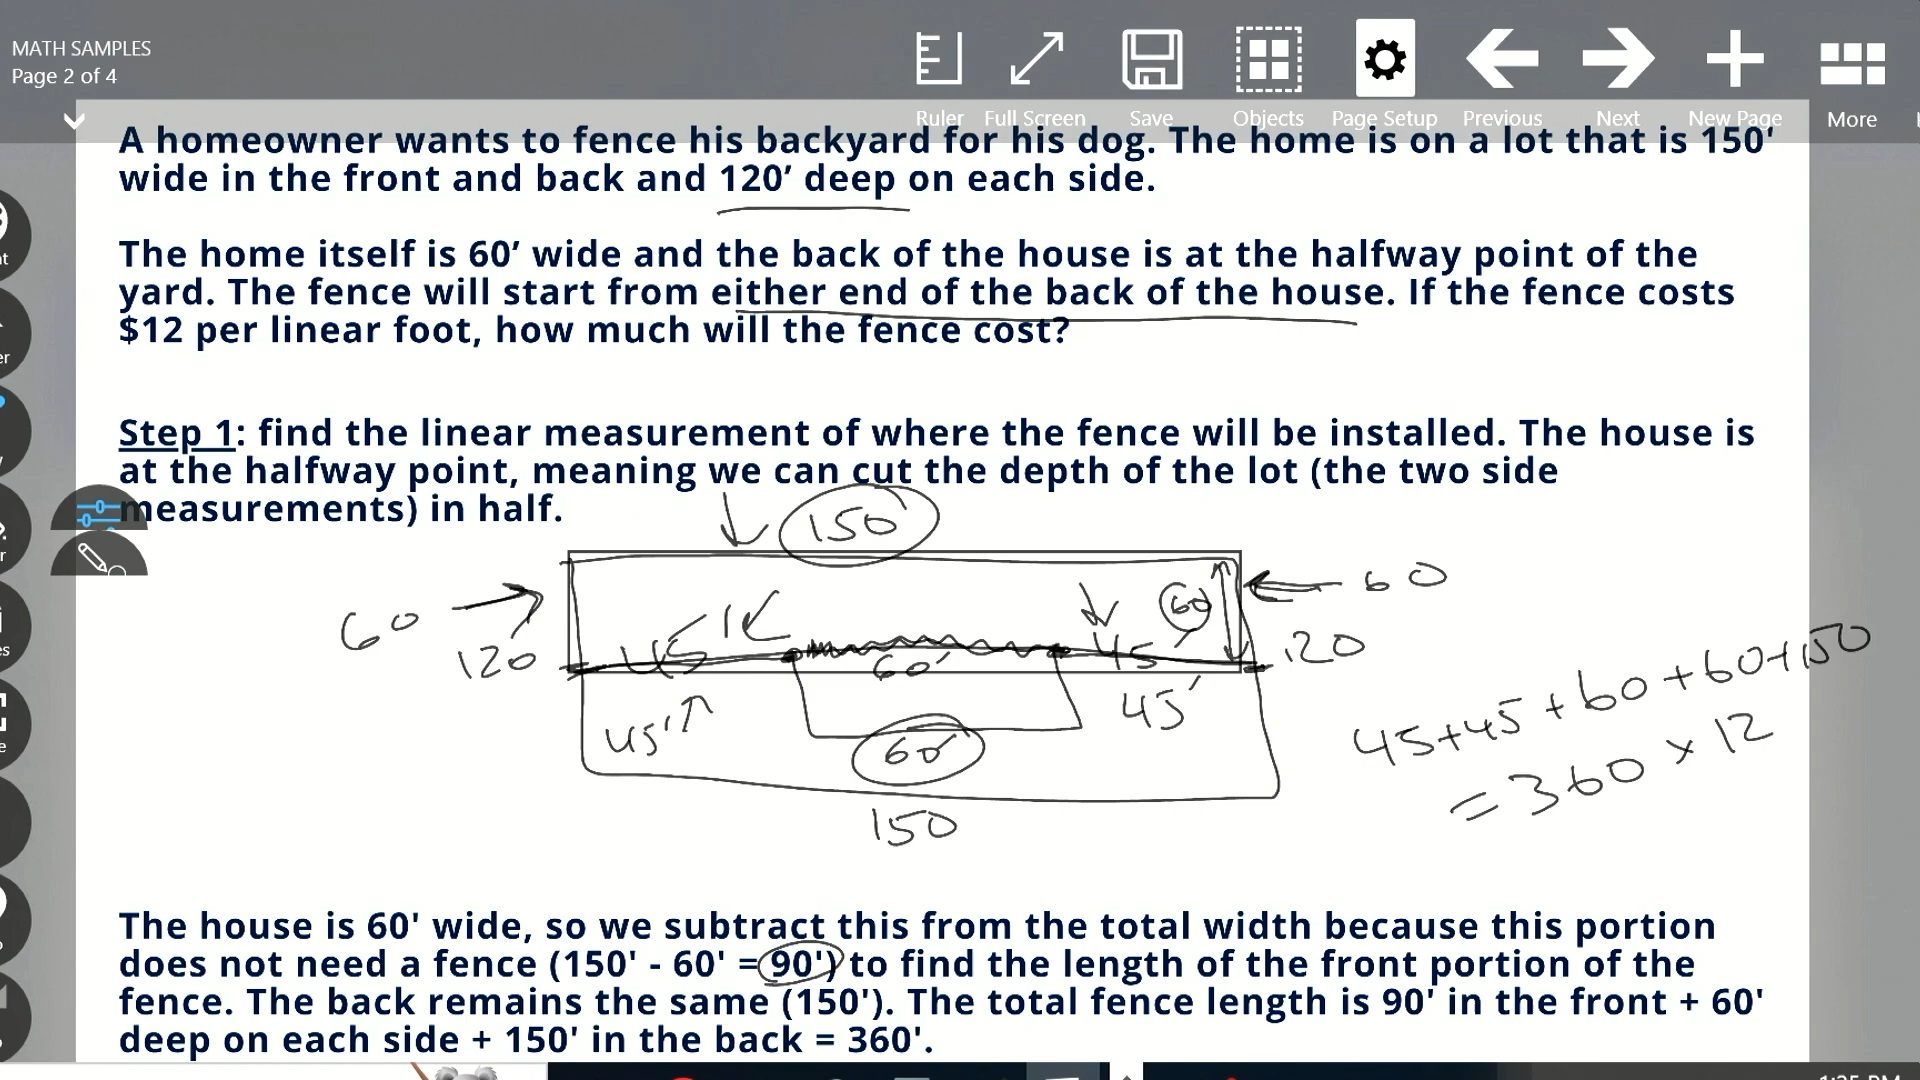 MATH SAMPLES
Page 2 of 4
Ruler Full Screen Save Objects Page Setup Previous Next New Page More
A homeowner wants to fence his backyard for his dog. The home is on a lot that is 150'
wide in the front and back and 120’ deep on each side.
The home itself is 60’ wide and the back of the house is at the halfway point of the
yard. The fence will start from either end of the back of the house. If the fence costs
$12 per linear foot, how much will the fence cost?
Step 1: find the linear measurement of where the fence will be installed. The house is
at the halfway point, meaning we can cut the depth of the lot (the two side
measurements) in half.
150'
60
60 60
120 45 60' 45 120
45' 45'
60'
150
45+45+60+60+150
=360 x 12
The house is 60' wide, so we subtract this from the total width because this portion
does not need a fence (150' - 60' = 90') to find the length of the front portion of the
fence. The back remains the same (150'). The total fence length is 90' in the front + 60'
deep on each side + 150' in the back = 360'.